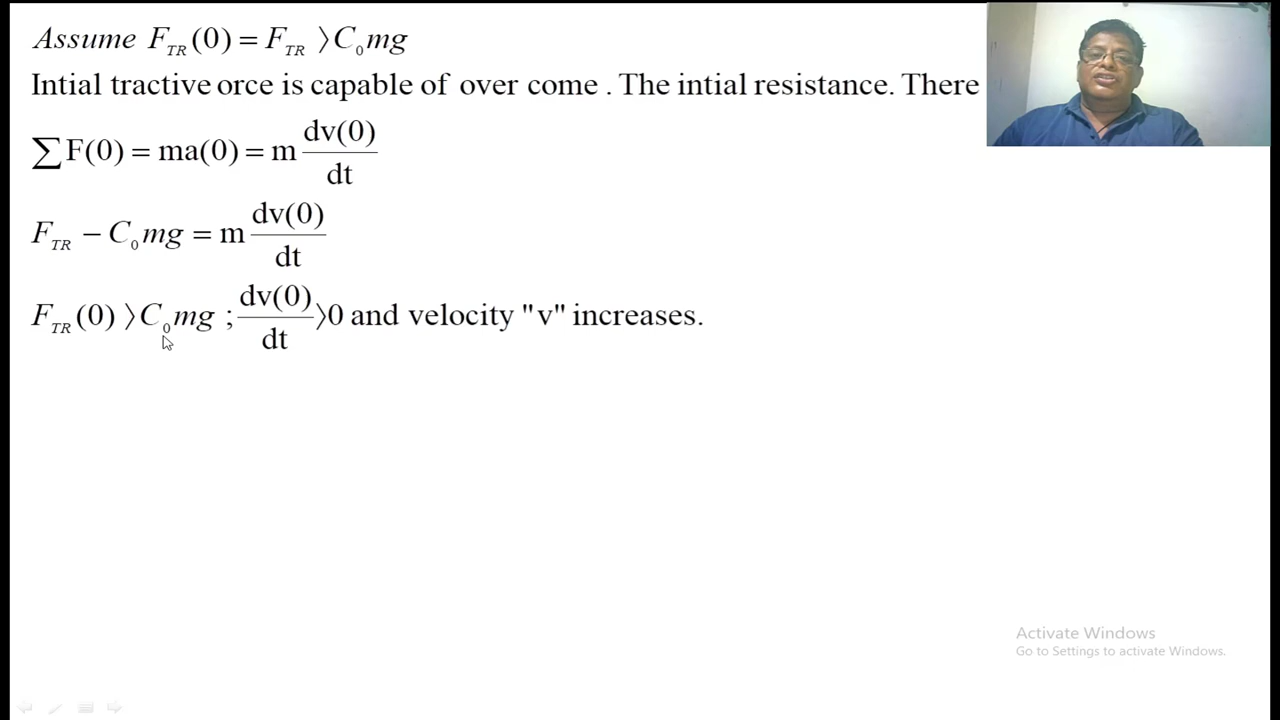 Assume F_TR(0) = F_TR 〉C_0mg
Intial tractive orce is capable of over come . The intial resistance. There
∑F(0) = ma(0) = m dv(0)/dt
F_TR − C_0mg = m dv(0)/dt
F_TR(0) 〉C_0mg ; dv(0)/dt 〉0 and velocity "v" increases.
Activate Windows
Go to Settings to activate Windows.